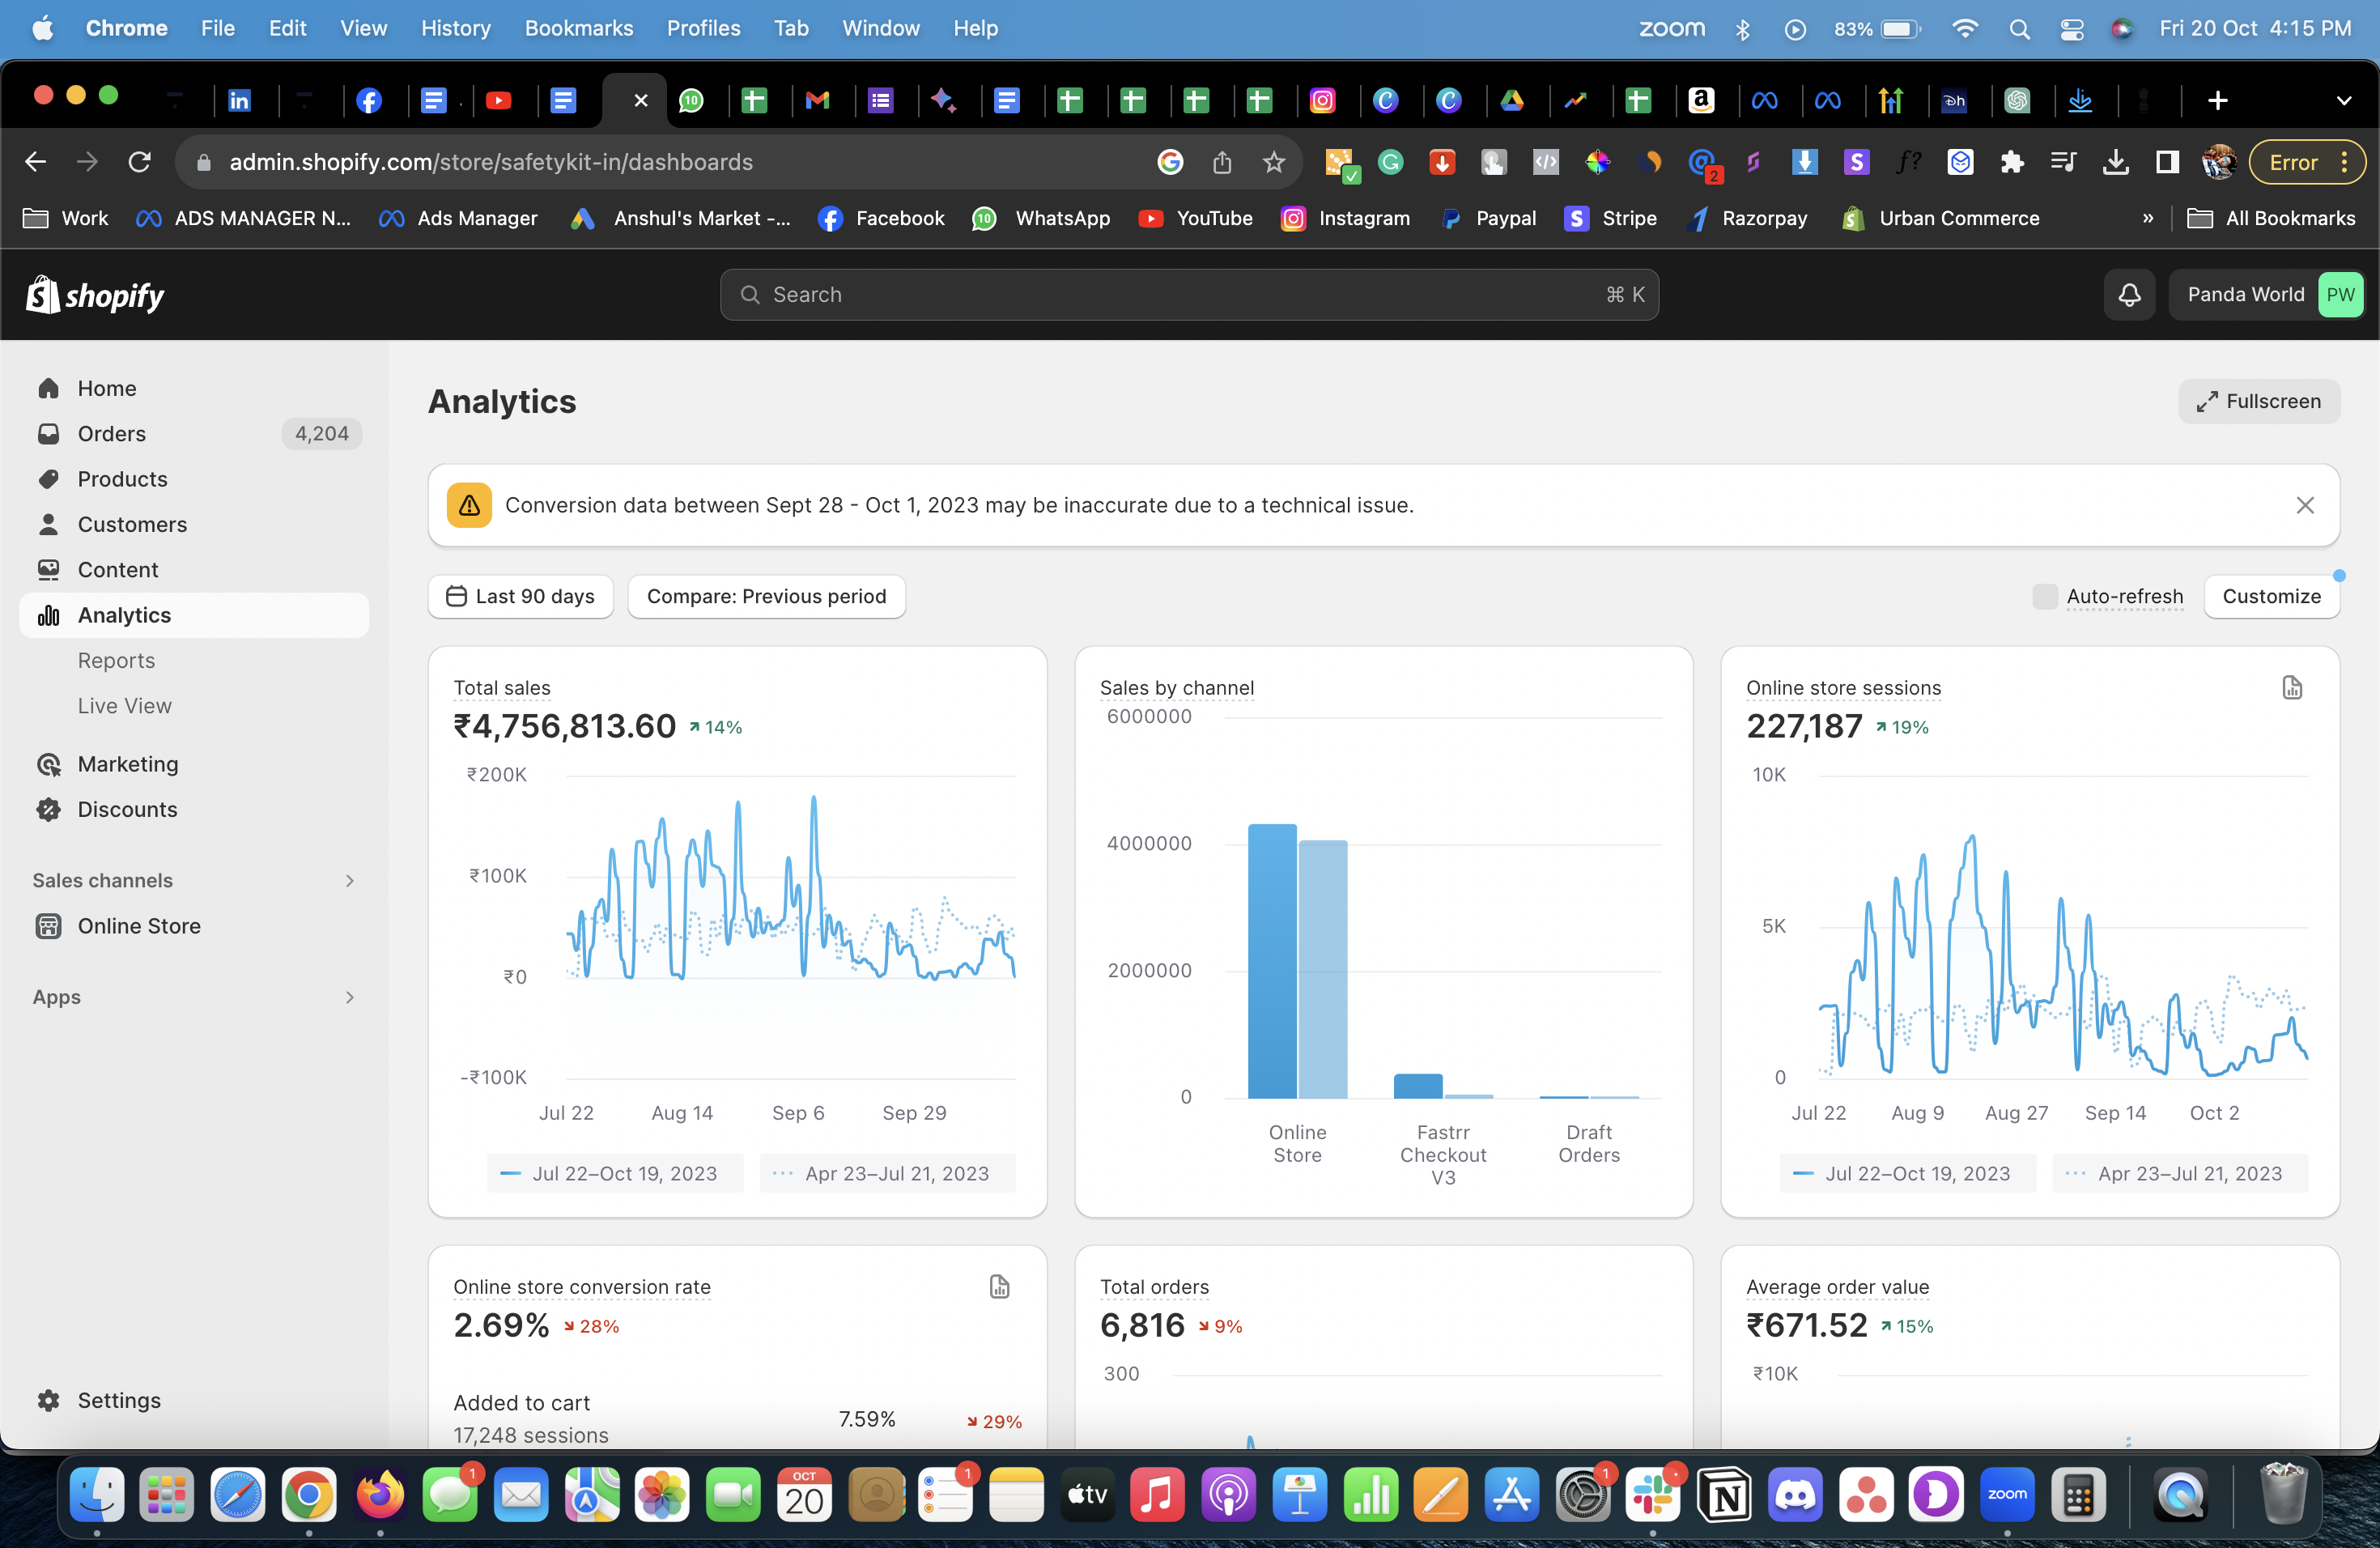 Chrome File Edit View History Bookmarks Profiles Tab Window Help zoom 83% Fri 20 Oct 4:15 PM
admin.shopify.com/store/safetykit-in/dashboards Error
Work ADS MANAGER N... Ads Manager Anshul's Market -... Facebook WhatsApp YouTube Instagram Paypal Stripe Razorpay Urban Commerce » All Bookmarks
shopify Search ⌘ K Panda World PW
Home
Orders 4,204
Products
Customers
Content
Analytics
Reports
Live View
Marketing
Discounts
Sales channels
Online Store
Apps
Settings
Analytics
Fullscreen
Conversion data between Sept 28 - Oct 1, 2023 may be inaccurate due to a technical issue.
Last 90 days Compare: Previous period Auto-refresh Customize
Total sales
₹4,756,813.60 14%
₹200K
₹100K
₹0
-₹100K
Jul 22 Aug 14 Sep 6 Sep 29
Jul 22–Oct 19, 2023 Apr 23–Jul 21, 2023
Sales by channel
6000000
4000000
2000000
0
Online Store
Fastrr Checkout V3
Draft Orders
Online store sessions
227,187 19%
10K
5K
0
Jul 22 Aug 9 Aug 27 Sep 14 Oct 2
Jul 22–Oct 19, 2023 Apr 23–Jul 21, 2023
Online store conversion rate
2.69% 28%
Added to cart
17,248 sessions
7.59% 29%
Total orders
6,816 9%
300
Average order value
₹671.52 15%
₹10K
OCT
20
tv
zoom